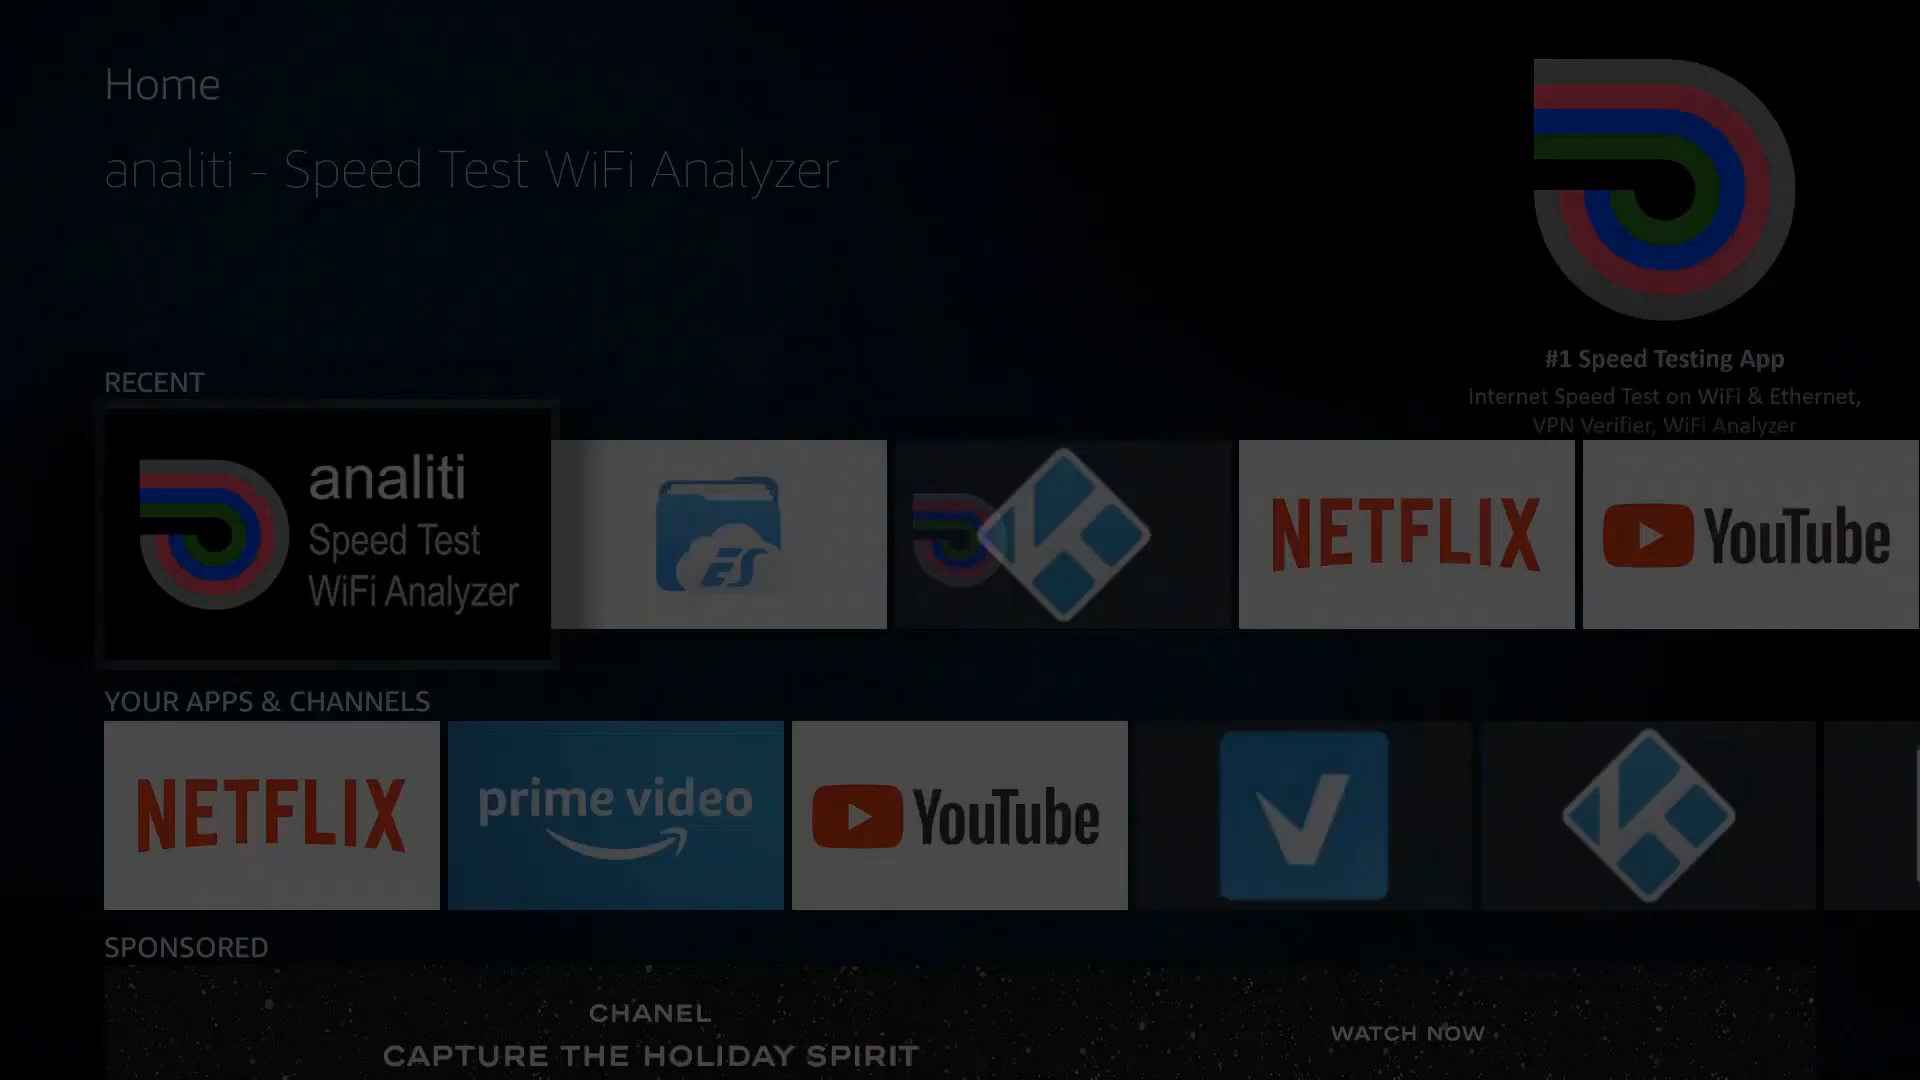 Home
analiti - Speed Test WiFi Analyzer
#1 Speed Testing App
Internet Speed Test on WiFi & Ethernet,
VPN Verifier, WiFi Analyzer
RECENT
analiti
Speed Test
WiFi Analyzer
ES
NETFLIX
YouTube
YOUR APPS & CHANNELS
NETFLIX
prime video
YouTube
SPONSORED
CHANEL
CAPTURE THE HOLIDAY SPIRIT
WATCH NOW